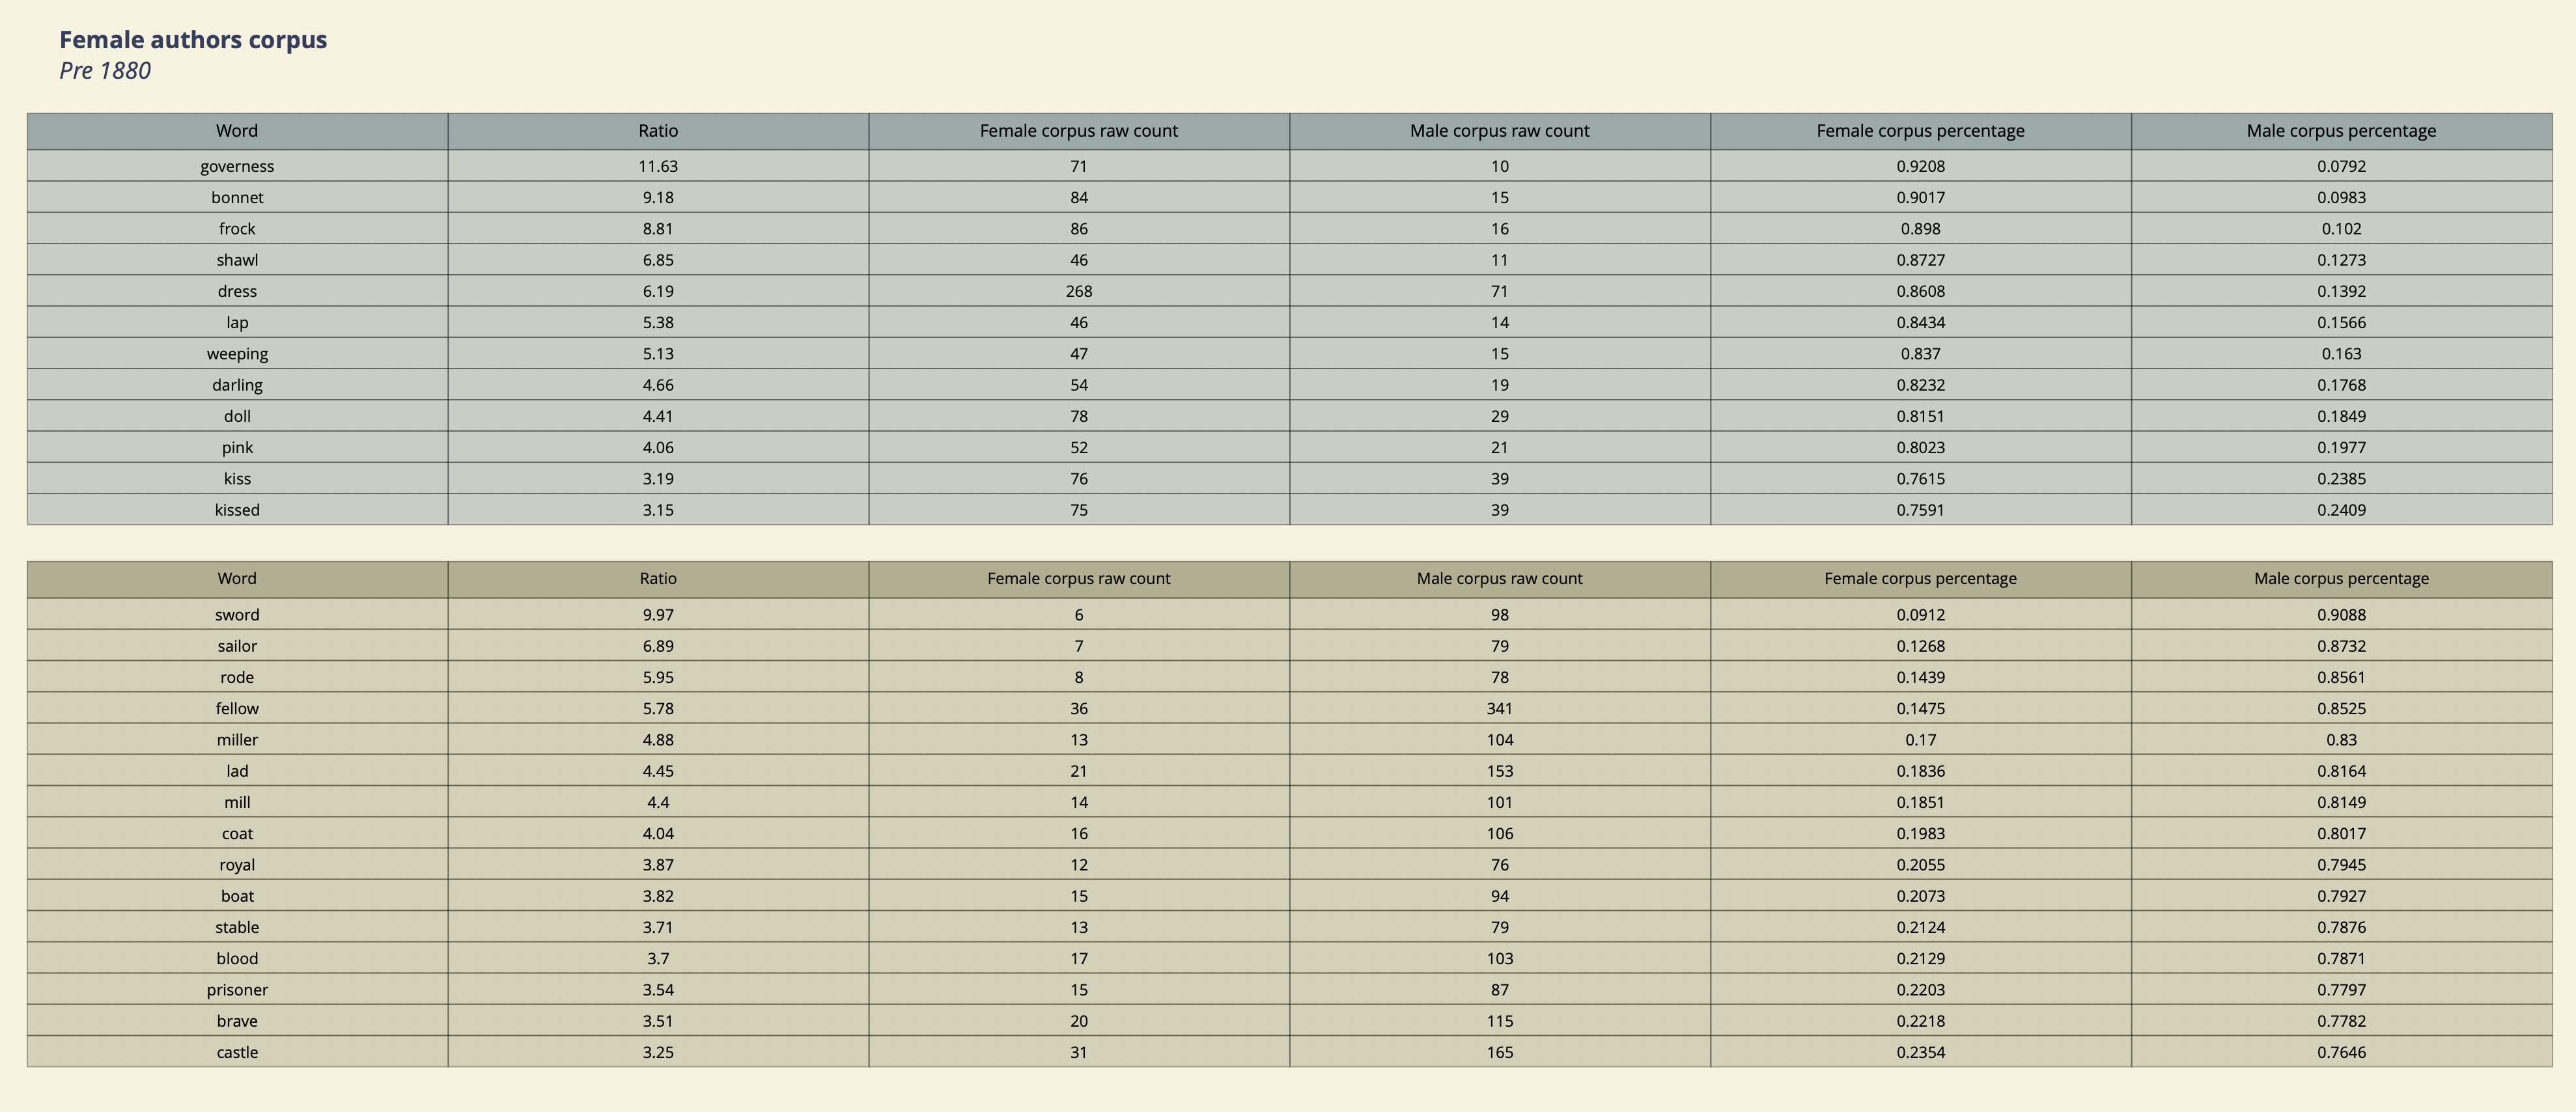 Female authors corpus
Pre 1880
Word Ratio Female corpus raw count Male corpus raw count Female corpus percentage Male corpus percentage
governess 11.63 71 10 0.9208 0.0792
bonnet 9.18 84 15 0.9017 0.0983
frock 8.81 86 16 0.898 0.102
shawl 6.85 46 11 0.8727 0.1273
dress 6.19 268 71 0.8608 0.1392
lap 5.38 46 14 0.8434 0.1566
weeping 5.13 47 15 0.837 0.163
darling 4.66 54 19 0.8232 0.1768
doll 4.41 78 29 0.8151 0.1849
pink 4.06 52 21 0.8023 0.1977
kiss 3.19 76 39 0.7615 0.2385
kissed 3.15 75 39 0.7591 0.2409
Word Ratio Female corpus raw count Male corpus raw count Female corpus percentage Male corpus percentage
sword 9.97 6 98 0.0912 0.9088
sailor 6.89 7 79 0.1268 0.8732
rode 5.95 8 78 0.1439 0.8561
fellow 5.78 36 341 0.1475 0.8525
miller 4.88 13 104 0.17 0.83
lad 4.45 21 153 0.1836 0.8164
mill 4.4 14 101 0.1851 0.8149
coat 4.04 16 106 0.1983 0.8017
royal 3.87 12 76 0.2055 0.7945
boat 3.82 15 94 0.2073 0.7927
stable 3.71 13 79 0.2124 0.7876
blood 3.7 17 103 0.2129 0.7871
prisoner 3.54 15 87 0.2203 0.7797
brave 3.51 20 115 0.2218 0.7782
castle 3.25 31 165 0.2354 0.7646